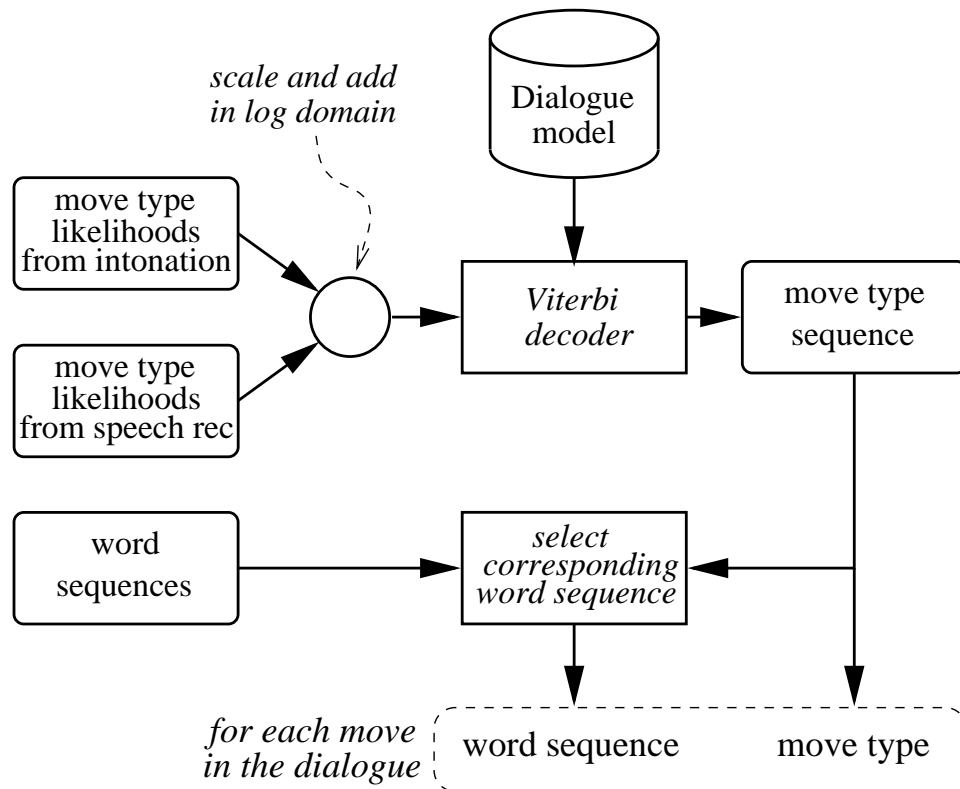 scale and add
in log domain
Dialogue
model
move type
likelihoods
from intonation
Viterbi
decoder
move type
sequence
move type
likelihoods
from speech rec
word
sequences
select
corresponding
word sequence
for each move
in the dialogue
word sequence
move type